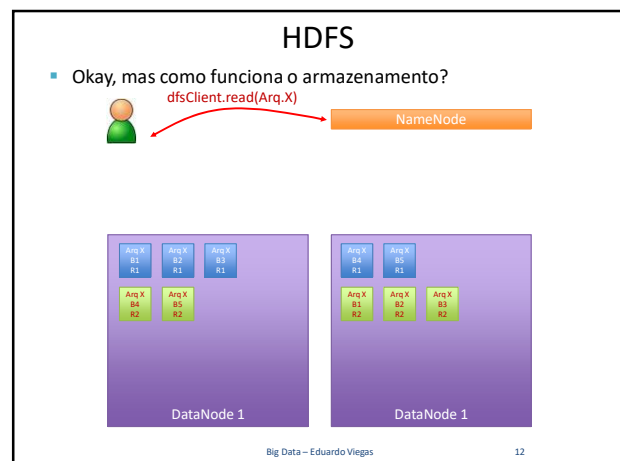 HDFS
Okay, mas como funciona o armazenamento?
dfsClient.read(Arq.X)
NameNode
Arq X
B1
R1
Arq X
B2
R1
Arq X
B3
R1
Arq X
B4
R2
Arq X
B5
R2
DataNode 1
Arq X
B4
R1
Arq X
B5
R1
Arq X
B1
R2
Arq X
B2
R2
Arq X
B3
R2
DataNode 1
Big Data – Eduardo Viegas
12